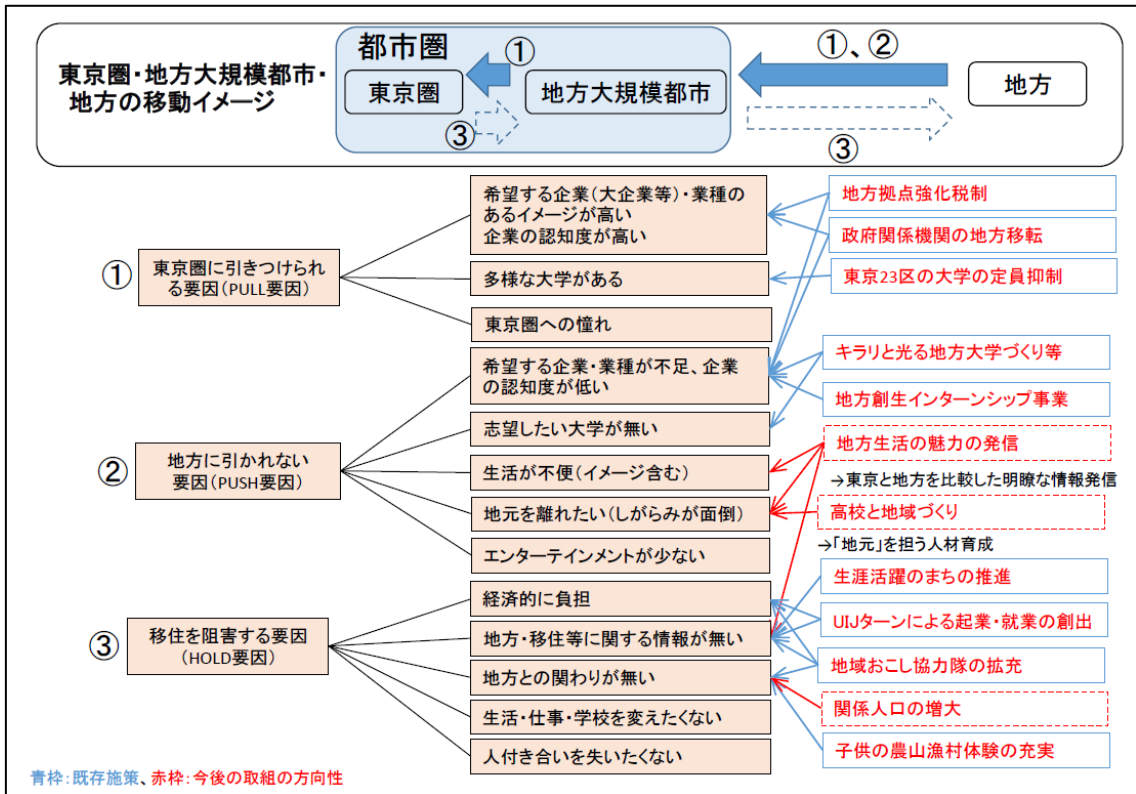 東京圏・地方大規模都市・
地方の移動イメージ
都市圏
東京圏
①
地方大規模都市
③
①、②
地方
③
①
東京圏に引きつけられ
る要因(PULL要因)
希望する企業(大企業等)・業種の
あるイメージが高い
企業の認知度が高い
多様な大学がある
東京圏への憧れ
②
地方に引かれない
要因(PUSH要因)
希望する企業・業種が不足、企業
の認知度が低い
志望したい大学が無い
生活が不便(イメージ含む)
地元を離れたい(しがらみが面倒)
エンターテインメントが少ない
③
移住を阻害する要因
(HOLD要因)
経済的に負担
地方・移住等に関する情報が無い
地方との関わりが無い
生活・仕事・学校を変えたくない
人付き合いを失いたくない
地方拠点強化税制
政府関係機関の地方移転
東京23区の大学の定員抑制
キラリと光る地方大学づくり等
地方創生インターンシップ事業
地方生活の魅力の発信
→東京と地方を比較した明瞭な情報発信
高校と地域づくり
→「地元」を担う人材育成
生涯活躍のまちの推進
UIJターンによる起業・就業の創出
地域おこし協力隊の拡充
関係人口の増大
子供の農山漁村体験の充実
青枠:既存施策、赤枠:今後の取組の方向性